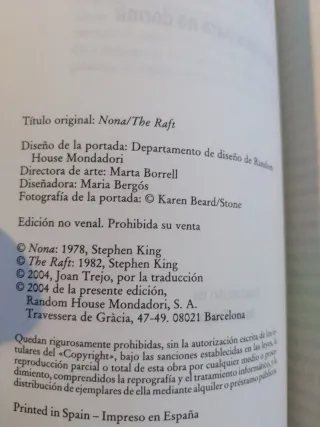 Título original: Nona/The Raft
Diseño de la portada: Departamento de diseño de Random
House Mondadori
Directora de arte: Marta Borrell
Diseñadora: Maria Bergós
Fotografía de la portada: © Karen Beard/Stone
Edición no venal. Prohibida su venta
© Nona: 1978, Stephen King
© The Raft: 1982, Stephen King
© 2004, Joan Trejo, por la traducción
© 2004 de la presente edición,
Random House Mondadori, S. A.
Travessera de Gràcia, 47-49. 08021 Barcelona
Quedan rigurosamente prohibidas, sin la autorización escrita de los ti-
tulares del «Copyright», bajo las sanciones establecidas en las leyes, la
reproducción parcial o total de esta obra por cualquier medio o proce-
dimiento, comprendidos la reprografía y el tratamiento informático, y la
distribución de ejemplares de ella mediante alquiler o préstamo públicos.
Printed in Spain – Impreso en España